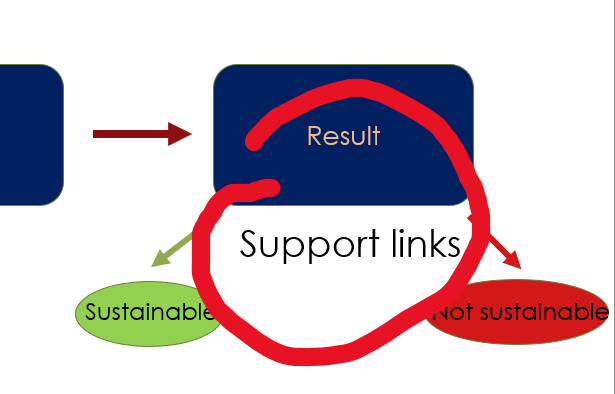 Result
Support links
Sustainable
Not sustainable